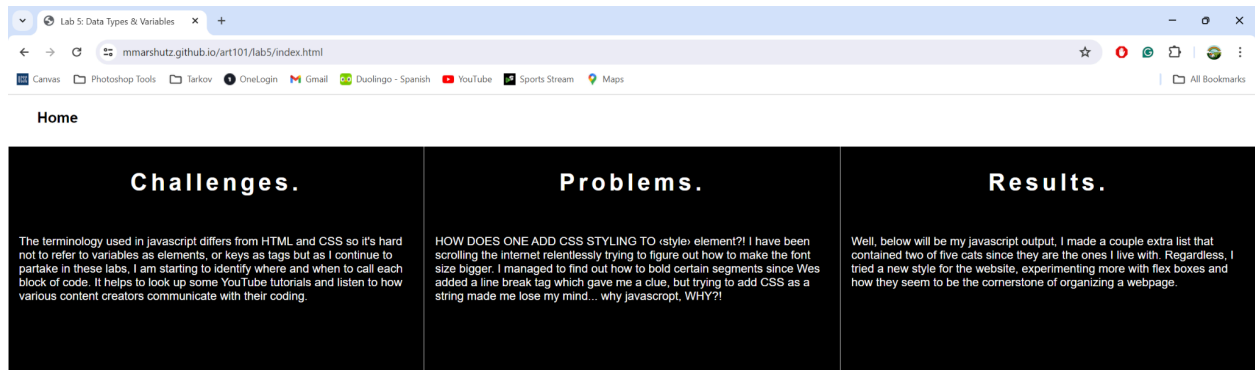 Lab 5: Data Types & Variables
mmarshutz.github.io/art101/lab5/index.html
Canvas Photoshop Tools Tarkov OneLogin Gmail Duolingo - Spanish YouTube Sports Stream Maps All Bookmarks
Home
Challenges.
The terminology used in javascript differs from HTML and CSS so it's hard
not to refer to variables as elements, or keys as tags but as I continue to
partake in these labs, I am starting to identify where and when to call each
block of code. It helps to look up some YouTube tutorials and listen to how
various content creators communicate with their coding.
Problems.
HOW DOES ONE ADD CSS STYLING TO ‹style› element?! I have been
scrolling the internet relentlessly trying to figure out how to make the font
size bigger. I managed to find out how to bold certain segments since Wes
added a line break tag which gave me a clue, but trying to add CSS as a
string made me lose my mind... why javascropt, WHY?!
Results.
Well, below will be my javascript output, I made a couple extra list that
contained two of five cats since they are the ones I live with. Regardless, I
tried a new style for the website, experimenting more with flex boxes and
how they seem to be the cornerstone of organizing a webpage.